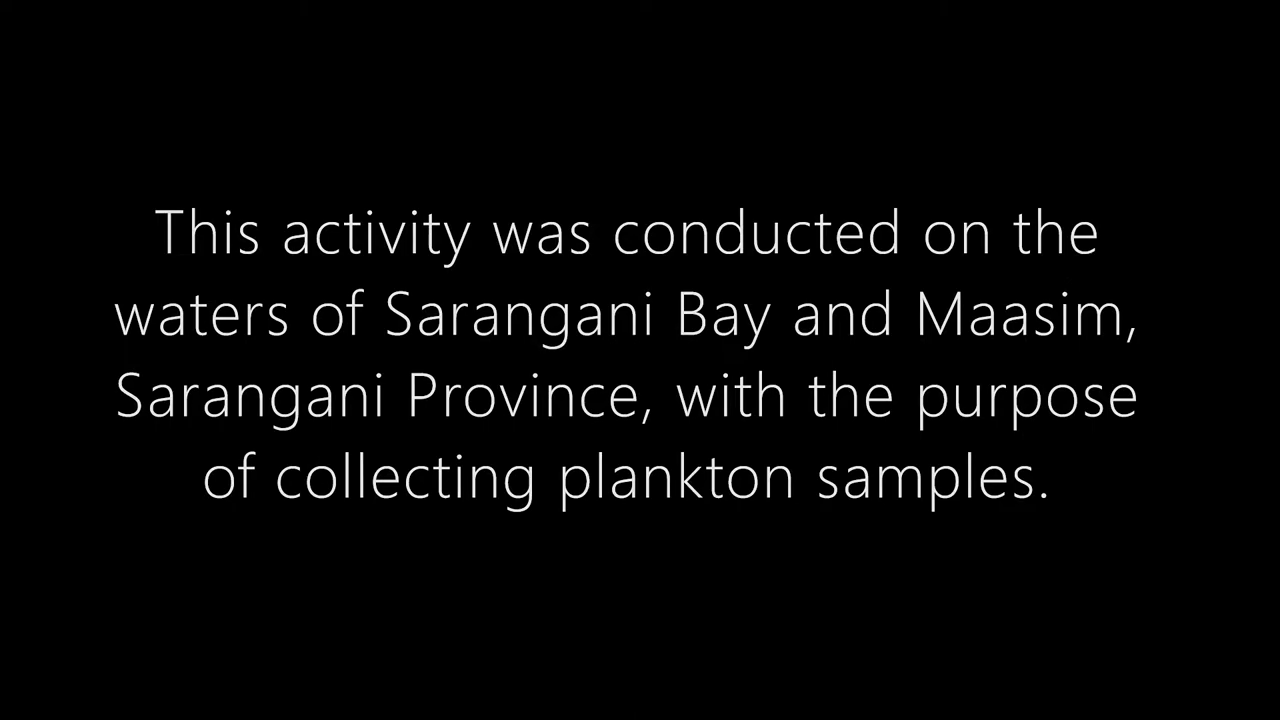 This activity was conducted on the
waters of Sarangani Bay and Maasim,
Sarangani Province, with the purpose
of collecting plankton samples.